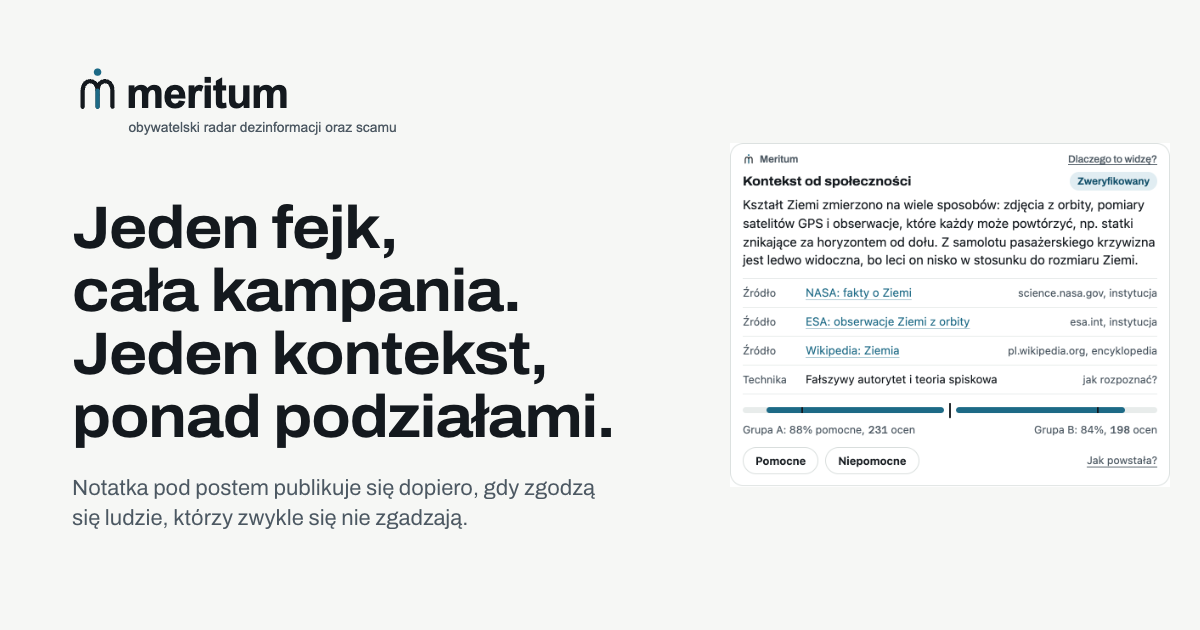 meritum
obywatelski radar dezinformacji oraz scamu
Jeden fejk,
cała kampania.
Jeden kontekst,
ponad podziałami.
Notatka pod postem publikuje się dopiero, gdy zgodzą
się ludzie, którzy zwykle się nie zgadzają.
Meritum Dlaczego to widzę?
Kontekst od społeczności Zweryfikowany
Kształt Ziemi zmierzono na wiele sposobów: zdjęcia z orbity, pomiary
satelitów GPS i obserwacje, które każdy może powtórzyć, np. statki
znikające za horyzontem od dołu. Z samolotu pasażerskiego krzywizna
jest ledwo widoczna, bo leci on nisko w stosunku do rozmiaru Ziemi.
Źródło NASA: fakty o Ziemi science.nasa.gov, instytucja
Źródło ESA: obserwacje Ziemi z orbity esa.int, instytucja
Źródło Wikipedia: Ziemia pl.wikipedia.org, encyklopedia
Technika Fałszywy autorytet i teoria spiskowa jak rozpoznać?
Grupa A: 88% pomocne, 231 ocen Grupa B: 84%, 198 ocen
Pomocne Niepomocne Jak powstała?